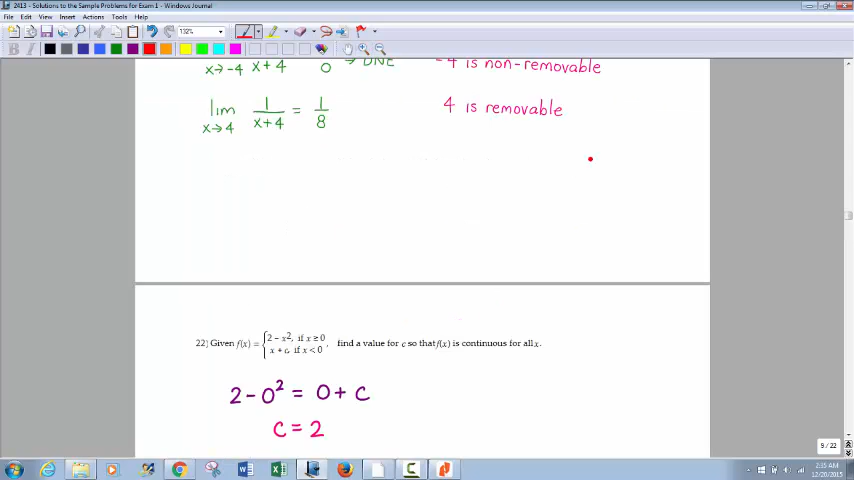 2413 - Solutions to the Sample Problems for Exam 1 - Windows Journal
File Edit View Insert Actions Tools Help
132%
B
lim x→-4 x+4 0 → DNE
-4 is non-removable
lim x→4 1/(x+4) = 1/8
4 is removable
22) Given f(x) = { 2 - x², if x ≥ 0
x + c, if x < 0 , find a value for c so that f(x) is continuous for all x.
2 - 0² = 0 + c
c = 2
9 / 22
2:35 AM
12/20/2015